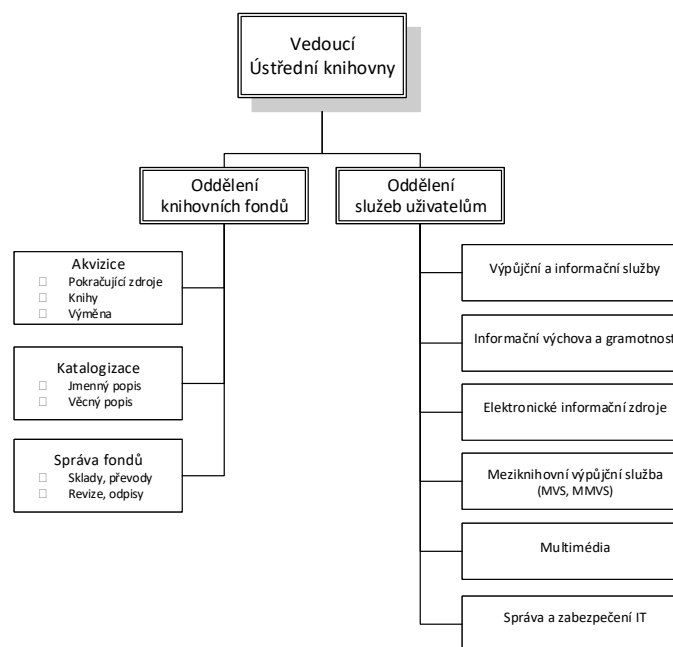 Vedoucí
Ústřední knihovny
Oddělení
knihovních fondů
Oddělení
služeb uživatelům
Akvizice
Pokračující zdroje
Knihy
Výměna
Katalogizace
Jmenný popis
Věcný popis
Správa fondů
Sklady, převody
Revize, odpisy
Výpůjční a informační služby
Informační výchova a gramotnost
Elektronické informační zdroje
Meziknihovní výpůjční služba
(MVS, MMVS)
Multimédia
Správa a zabezpečení IT